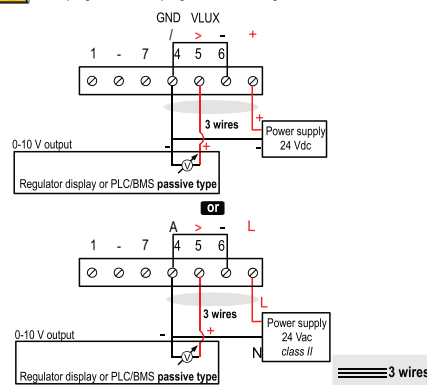 GND VLUX
/ > - +
1 - 7 4 5 6
3 wires
+
Power supply
24 Vdc
-
0-10 V output
- +
V
Regulator display or PLC/BMS passive type
or
A > - L
1 - 7 4 5 6
L
3 wires
Power supply
24 Vac
class II
N
0-10 V output
- +
V
Regulator display or PLC/BMS passive type
3 wires